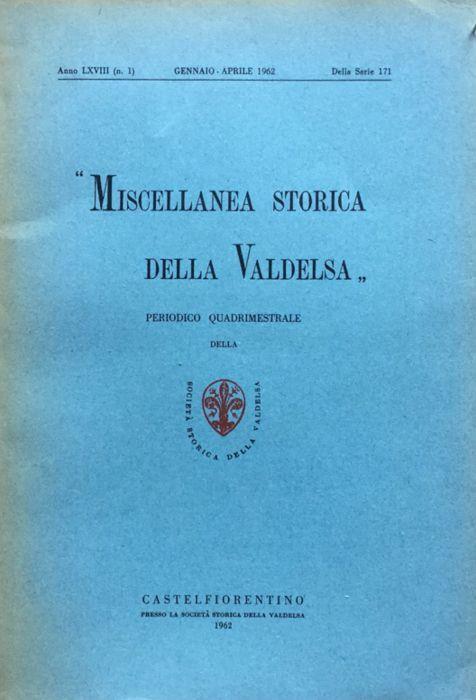 Anno LXVIII (n. 1) GENNAIO - APRILE 1962 Della Serie 171
“MISCELLANEA STORICA
DELLA VALDELSA„
PERIODICO QUADRIMESTRALE
DELLA
SOCIETÀ STORICA DELLA VALDELSA
CASTELFIORENTINO
PRESSO LA SOCIETÀ STORICA DELLA VALDELSA
1962